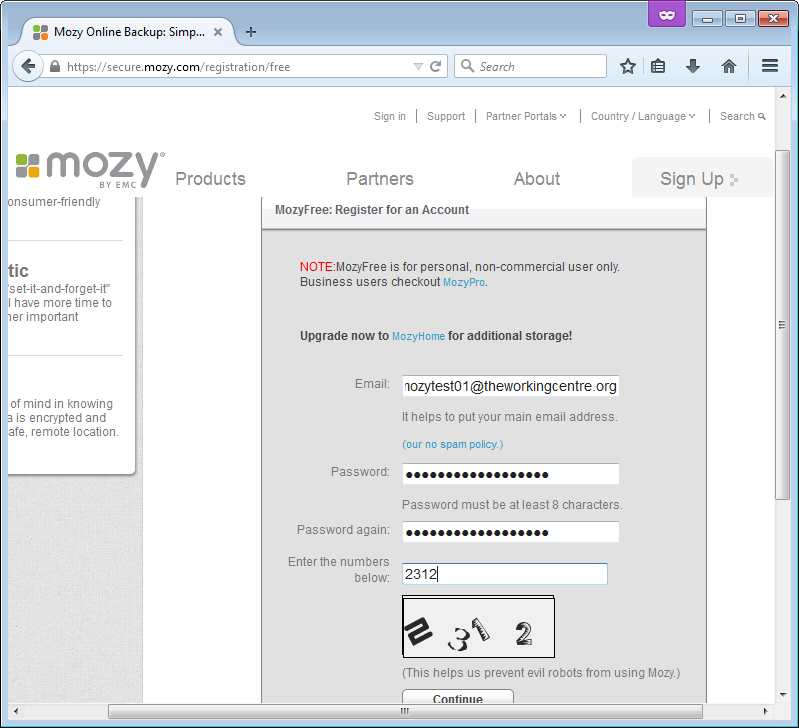 Mozy Online Backup: Simp...
https://secure.mozy.com/registration/free
Search
Sign in
Support
Partner Portals
Country / Language
Search
mozy
BY EMC
Products
Partners
About
Sign Up
onsumer-friendly
tic
"set-it-and-forget-it"
l have more time to
her important
of mind in knowing
a is encrypted and
afe, remote location.
MozyFree: Register for an Account
NOTE:MozyFree is for personal, non-commercial user only.
Business users checkout MozyPro.
Upgrade now to MozyHome for additional storage!
Email:
mozytest01@theworkingcentre.org
It helps to put your main email address.
(our no spam policy.)
Password:
Password must be at least 8 characters.
Password again:
Enter the numbers
below:
2312
2 3 1 2
(This helps us prevent evil robots from using Mozy.)
Continue